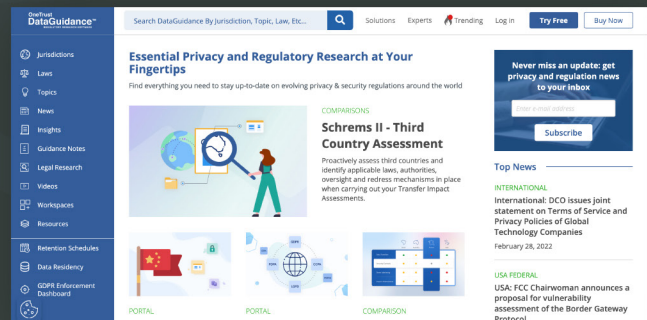 OneTrust
DataGuidance™
REGULATORY RESEARCH SOFTWARE
Search DataGuidance By Jurisdiction, Topic, Law, Etc...
Solutions
Experts
Trending
Log in
Try Free
Buy Now
Jurisdictions
Laws
Topics
News
Insights
Guidance Notes
Legal Research
Videos
Workspaces
Resources
Retention Schedules
Data Residency
GDPR Enforcement
Dashboard
Essential Privacy and Regulatory Research at Your
Fingertips
Find everything you need to stay up-to-date on evolving privacy & security regulations around the world
COMPARISONS
Schrems II - Third
Country Assessment
Proactively assess third countries and
identify applicable laws, authorities,
oversight and redress mechanisms in place
when carrying out your Transfer Impact
Assessments.
PORTAL
PORTAL
COMPARISON
Never miss an update: get
privacy and regulation news
to your inbox
Enter e-mail address
Subscribe
Top News
INTERNATIONAL
International: DCO issues joint
statement on Terms of Service and
Privacy Policies of Global
Technology Companies
February 28, 2022
USA FEDERAL
USA: FCC Chairwoman announces a
proposal for vulnerability
assessment of the Border Gateway
Protocol